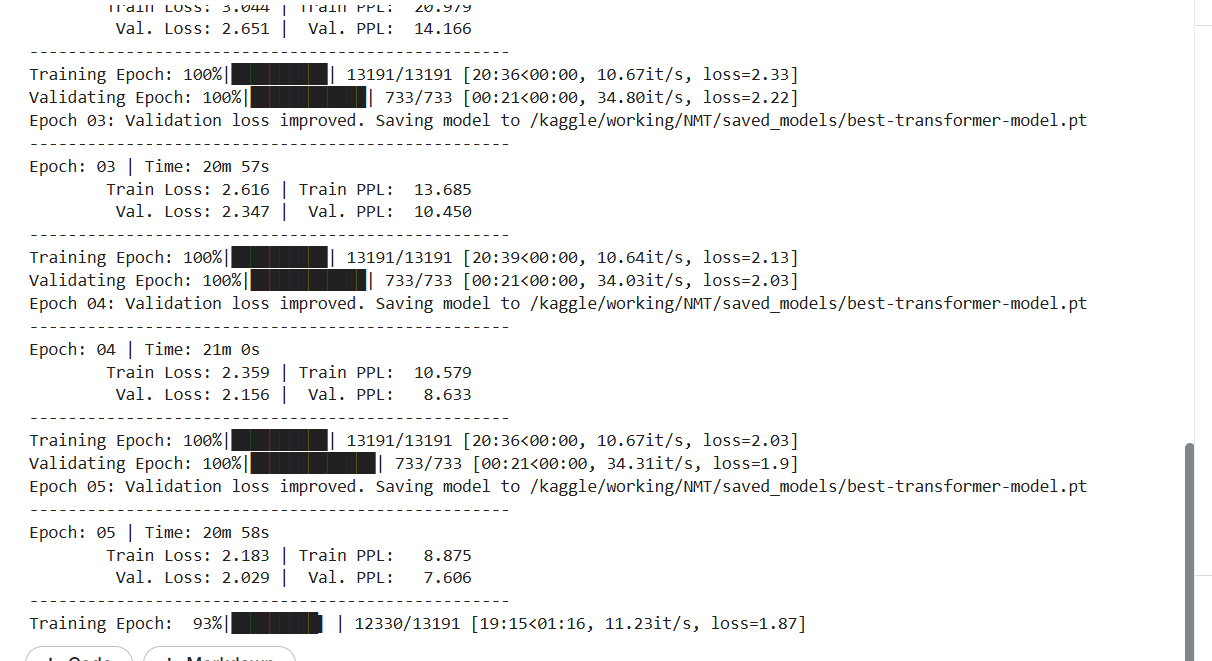 Train Loss: 3.044 | Train PPL: 20.979
Val. Loss: 2.651 | Val. PPL: 14.166
--------------------------------------------------
Training Epoch: 100%|██████████| 13191/13191 [20:36<00:00, 10.67it/s, loss=2.33]
Validating Epoch: 100%|████████████| 733/733 [00:21<00:00, 34.80it/s, loss=2.22]
Epoch 03: Validation loss improved. Saving model to /kaggle/working/NMT/saved_models/best-transformer-model.pt
--------------------------------------------------
Epoch: 03 | Time: 20m 57s
Train Loss: 2.616 | Train PPL: 13.685
Val. Loss: 2.347 | Val. PPL: 10.450
--------------------------------------------------
Training Epoch: 100%|██████████| 13191/13191 [20:39<00:00, 10.64it/s, loss=2.13]
Validating Epoch: 100%|████████████| 733/733 [00:21<00:00, 34.03it/s, loss=2.03]
Epoch 04: Validation loss improved. Saving model to /kaggle/working/NMT/saved_models/best-transformer-model.pt
--------------------------------------------------
Epoch: 04 | Time: 21m 0s
Train Loss: 2.359 | Train PPL: 10.579
Val. Loss: 2.156 | Val. PPL: 8.633
--------------------------------------------------
Training Epoch: 100%|██████████| 13191/13191 [20:36<00:00, 10.67it/s, loss=2.03]
Validating Epoch: 100%|█████████████| 733/733 [00:21<00:00, 34.31it/s, loss=1.9]
Epoch 05: Validation loss improved. Saving model to /kaggle/working/NMT/saved_models/best-transformer-model.pt
--------------------------------------------------
Epoch: 05 | Time: 20m 58s
Train Loss: 2.183 | Train PPL: 8.875
Val. Loss: 2.029 | Val. PPL: 7.606
--------------------------------------------------
Training Epoch: 93%|█████████▎| 12330/13191 [19:15<01:16, 11.23it/s, loss=1.87]
+ Code + Markdown